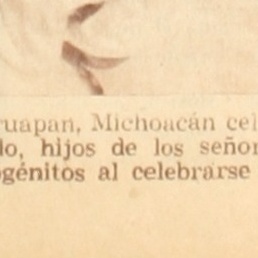 ruapan, Michoacán cel
do, hijos de los señor
ogénitos al celebrarse